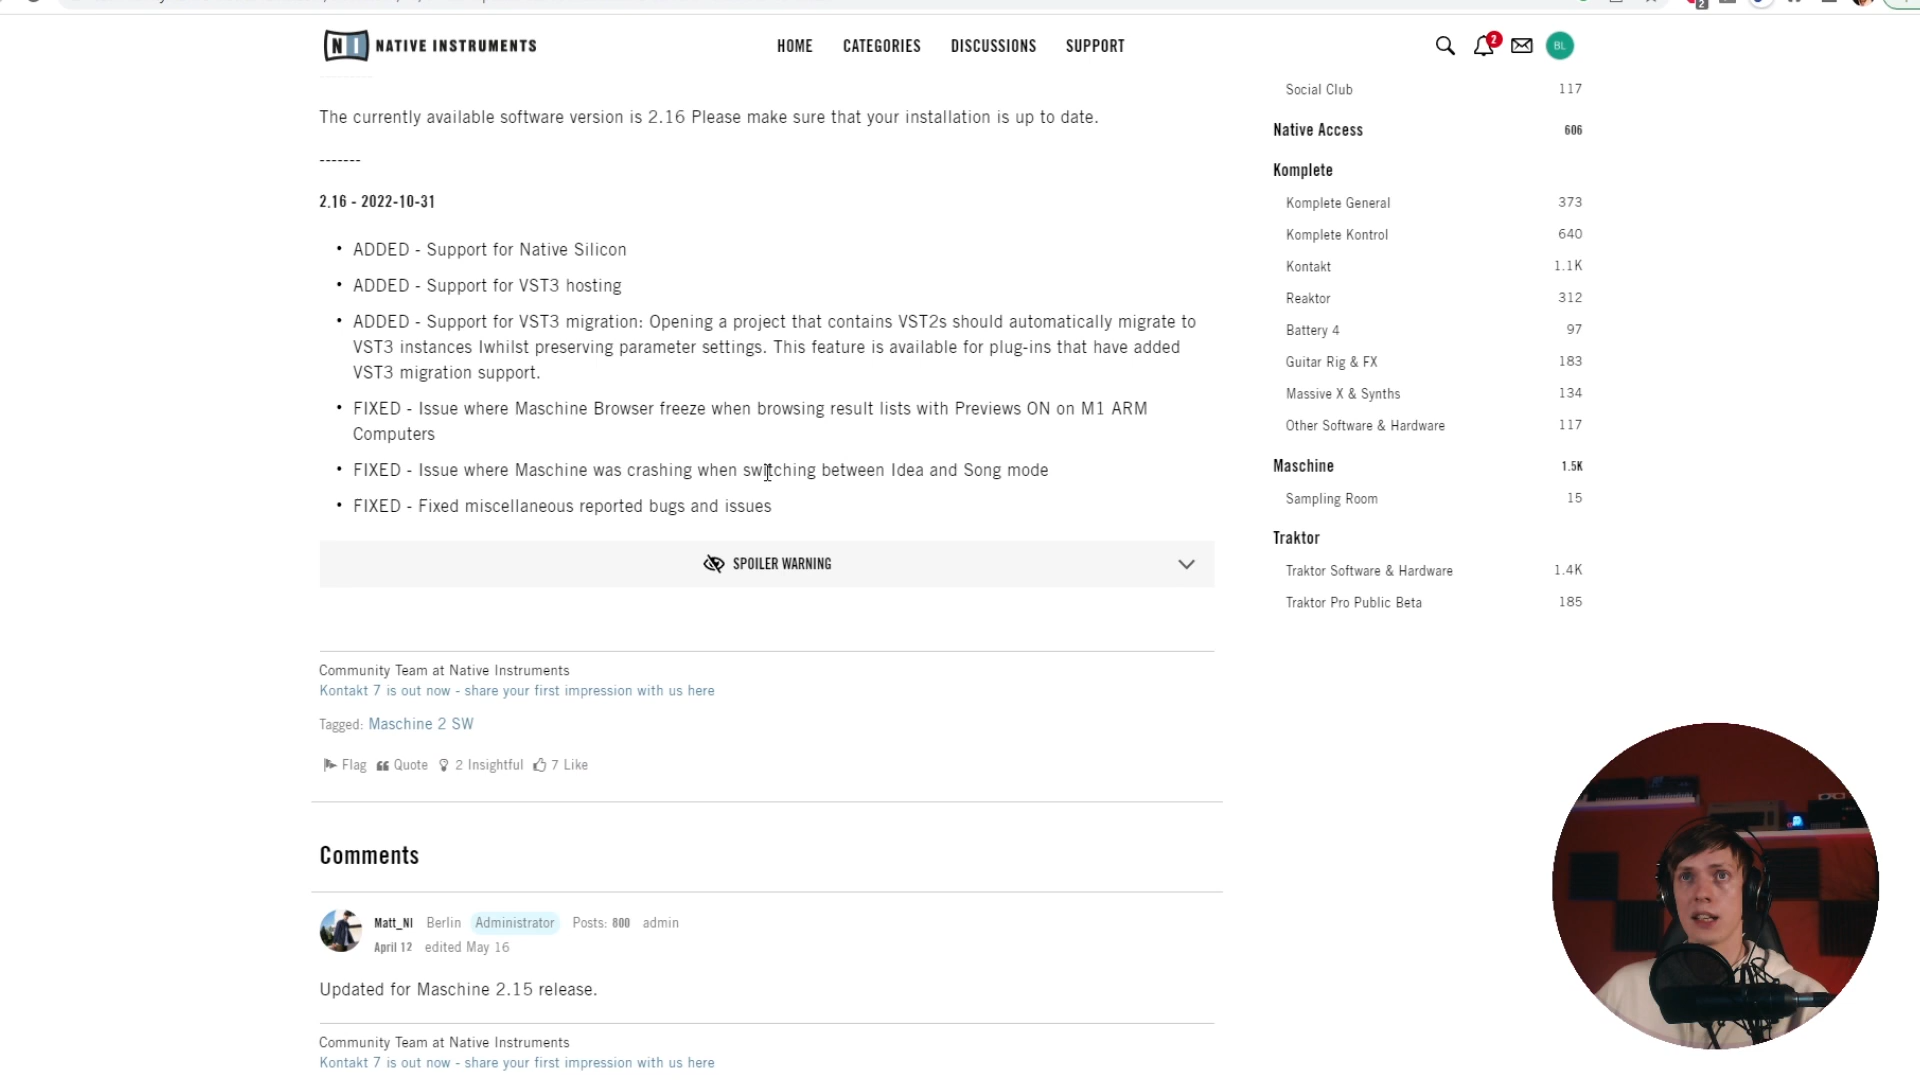 NI NATIVE INSTRUMENTS
HOME CATEGORIES DISCUSSIONS SUPPORT
2
2
BL
The currently available software version is 2.16 Please make sure that your installation is up to date.
-------
2.16 - 2022-10-31
• ADDED - Support for Native Silicon
• ADDED - Support for VST3 hosting
• ADDED - Support for VST3 migration: Opening a project that contains VST2s should automatically migrate to
VST3 instances lwhilst preserving parameter settings. This feature is available for plug-ins that have added
VST3 migration support.
• FIXED - Issue where Maschine Browser freeze when browsing result lists with Previews ON on M1 ARM
Computers
• FIXED - Issue where Maschine was crashing when switching between Idea and Song mode
• FIXED - Fixed miscellaneous reported bugs and issues
SPOILER WARNING
Community Team at Native Instruments
Kontakt 7 is out now - share your first impression with us here
Tagged: Maschine 2 SW
Flag Quote 2 Insightful 7 Like
Comments
Matt_NI Berlin Administrator Posts: 800 admin
April 12 edited May 16
Updated for Maschine 2.15 release.
Community Team at Native Instruments
Kontakt 7 is out now - share your first impression with us here
Social Club 117
Native Access 606
Komplete
Komplete General 373
Komplete Kontrol 640
Kontakt 1.1K
Reaktor 312
Battery 4 97
Guitar Rig & FX 183
Massive X & Synths 134
Other Software & Hardware 117
Maschine 1.5K
Sampling Room 15
Traktor
Traktor Software & Hardware 1.4K
Traktor Pro Public Beta 185